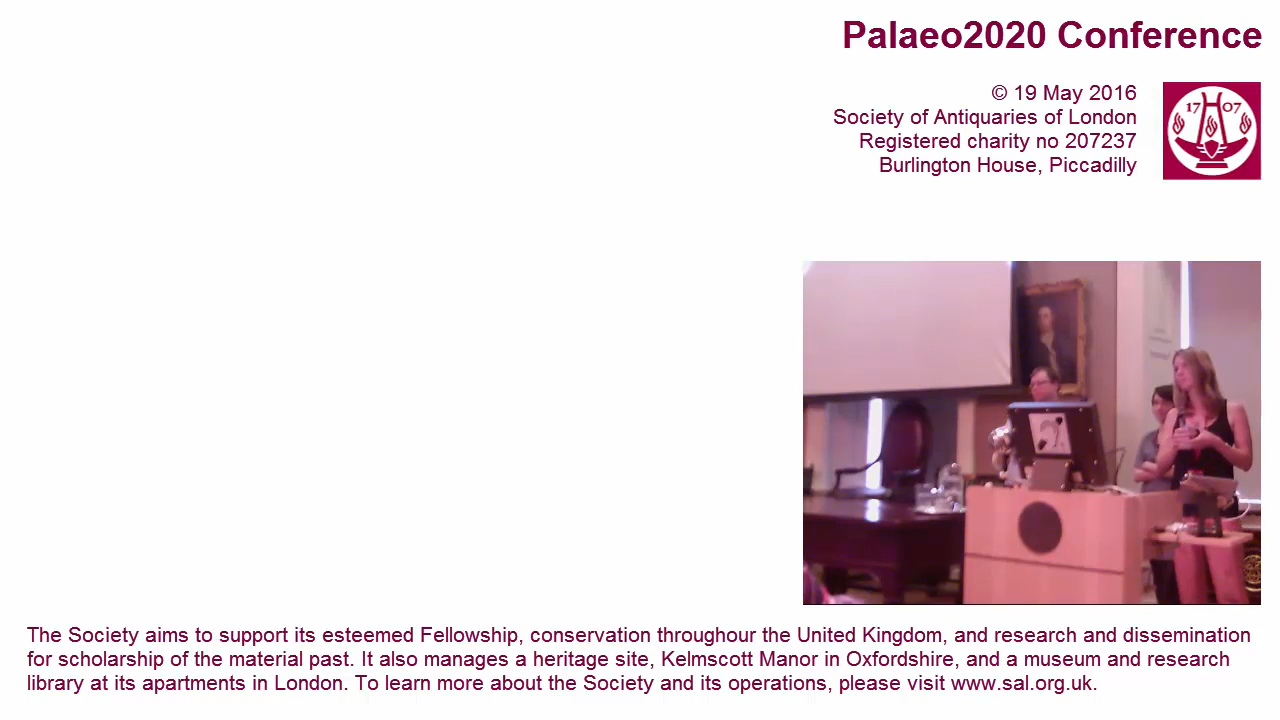 Palaeo2020 Conference
© 19 May 2016
Society of Antiquaries of London
Registered charity no 207237
Burlington House, Piccadilly
17 07
The Society aims to support its esteemed Fellowship, conservation throughour the United Kingdom, and research and dissemination
for scholarship of the material past. It also manages a heritage site, Kelmscott Manor in Oxfordshire, and a museum and research
library at its apartments in London. To learn more about the Society and its operations, please visit www.sal.org.uk.